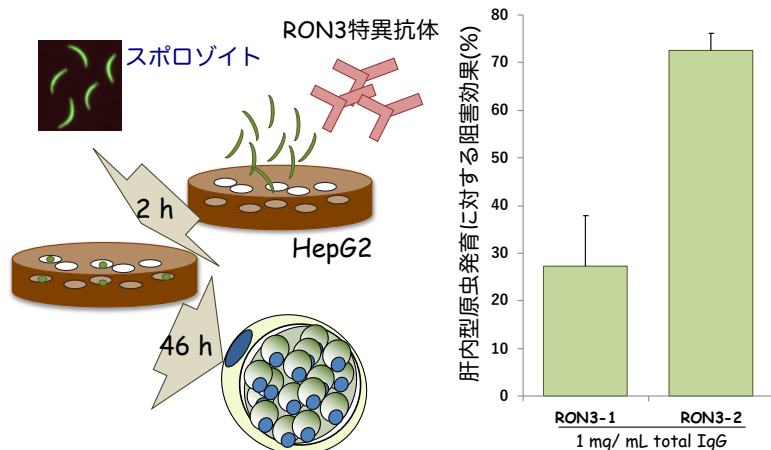 スポロゾイト
RON3特異抗体
2 h
HepG2
46 h
肝内型原虫発育に対する阻害効果(%)
80
70
60
50
40
30
20
10
0
RON3-1 RON3-2
1 mg/ mL total IgG